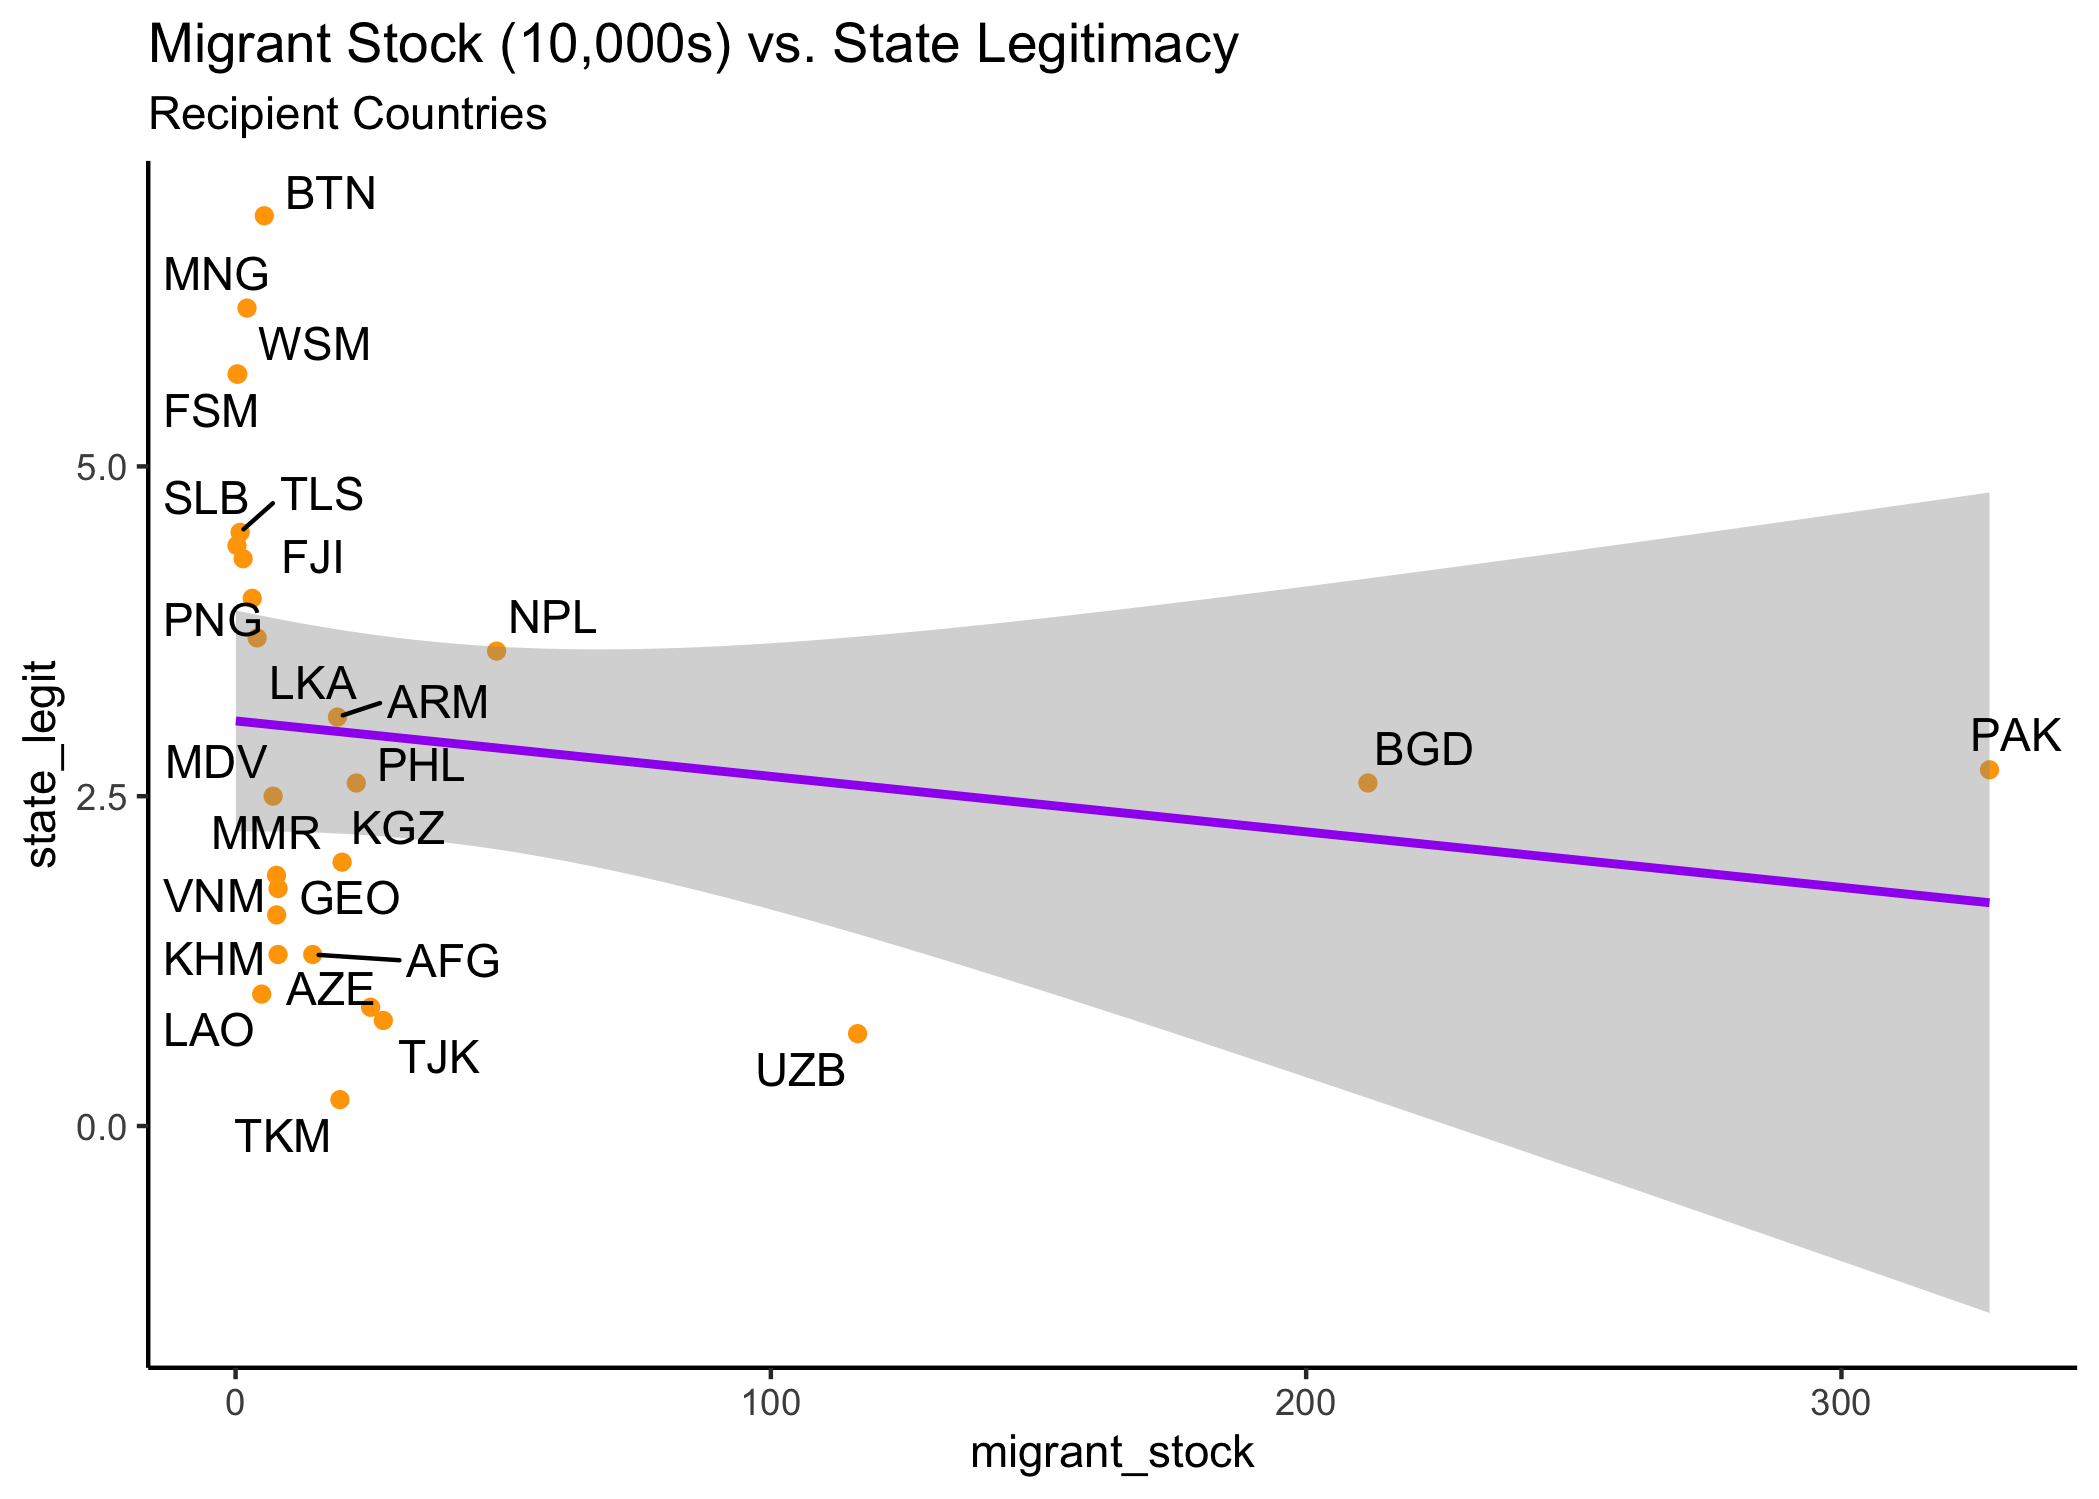 Migrant Stock (10,000s) vs. State Legitimacy
Recipient Countries
BTN
MNG
WSM
FSM
5.0
SLB
TLS
FJI
PNG
NPL
LKA
ARM
MDV
PHL
BGD
PAK
2.5
MMR
KGZ
VNM
GEO
KHM
AFG
AZE
LAO
TJK
UZB
0.0
TKM
state_legit
0
100
200
300
migrant_stock